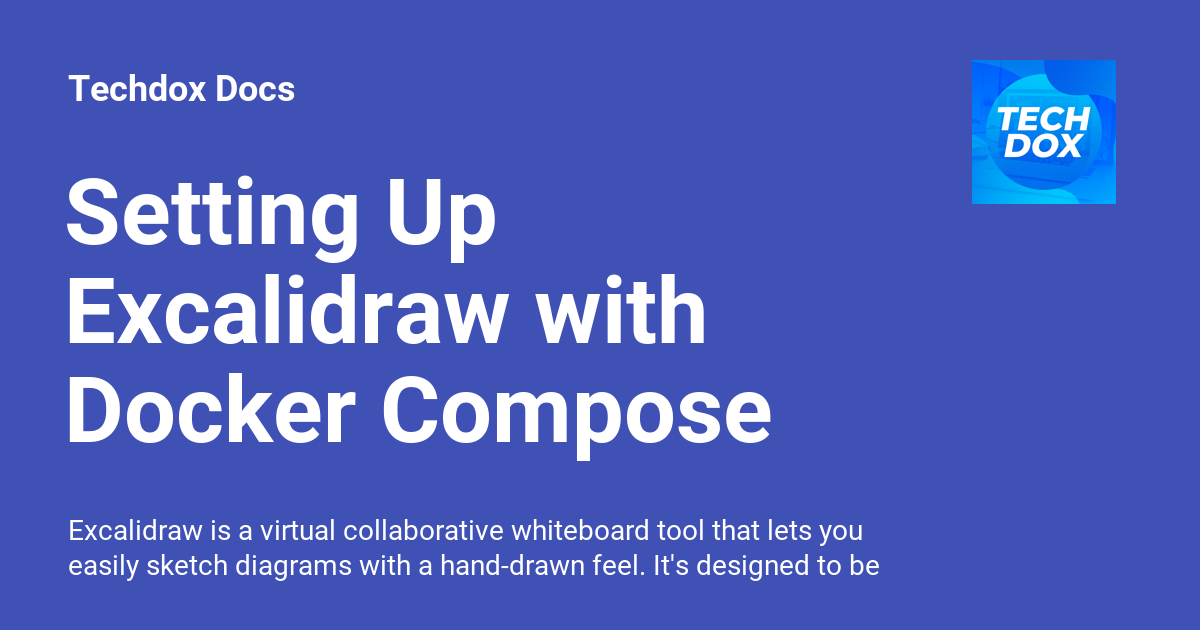 Techdox Docs
TECH
DOX
Setting Up
Excalidraw with
Docker Compose
Excalidraw is a virtual collaborative whiteboard tool that lets you
easily sketch diagrams with a hand-drawn feel. It's designed to be